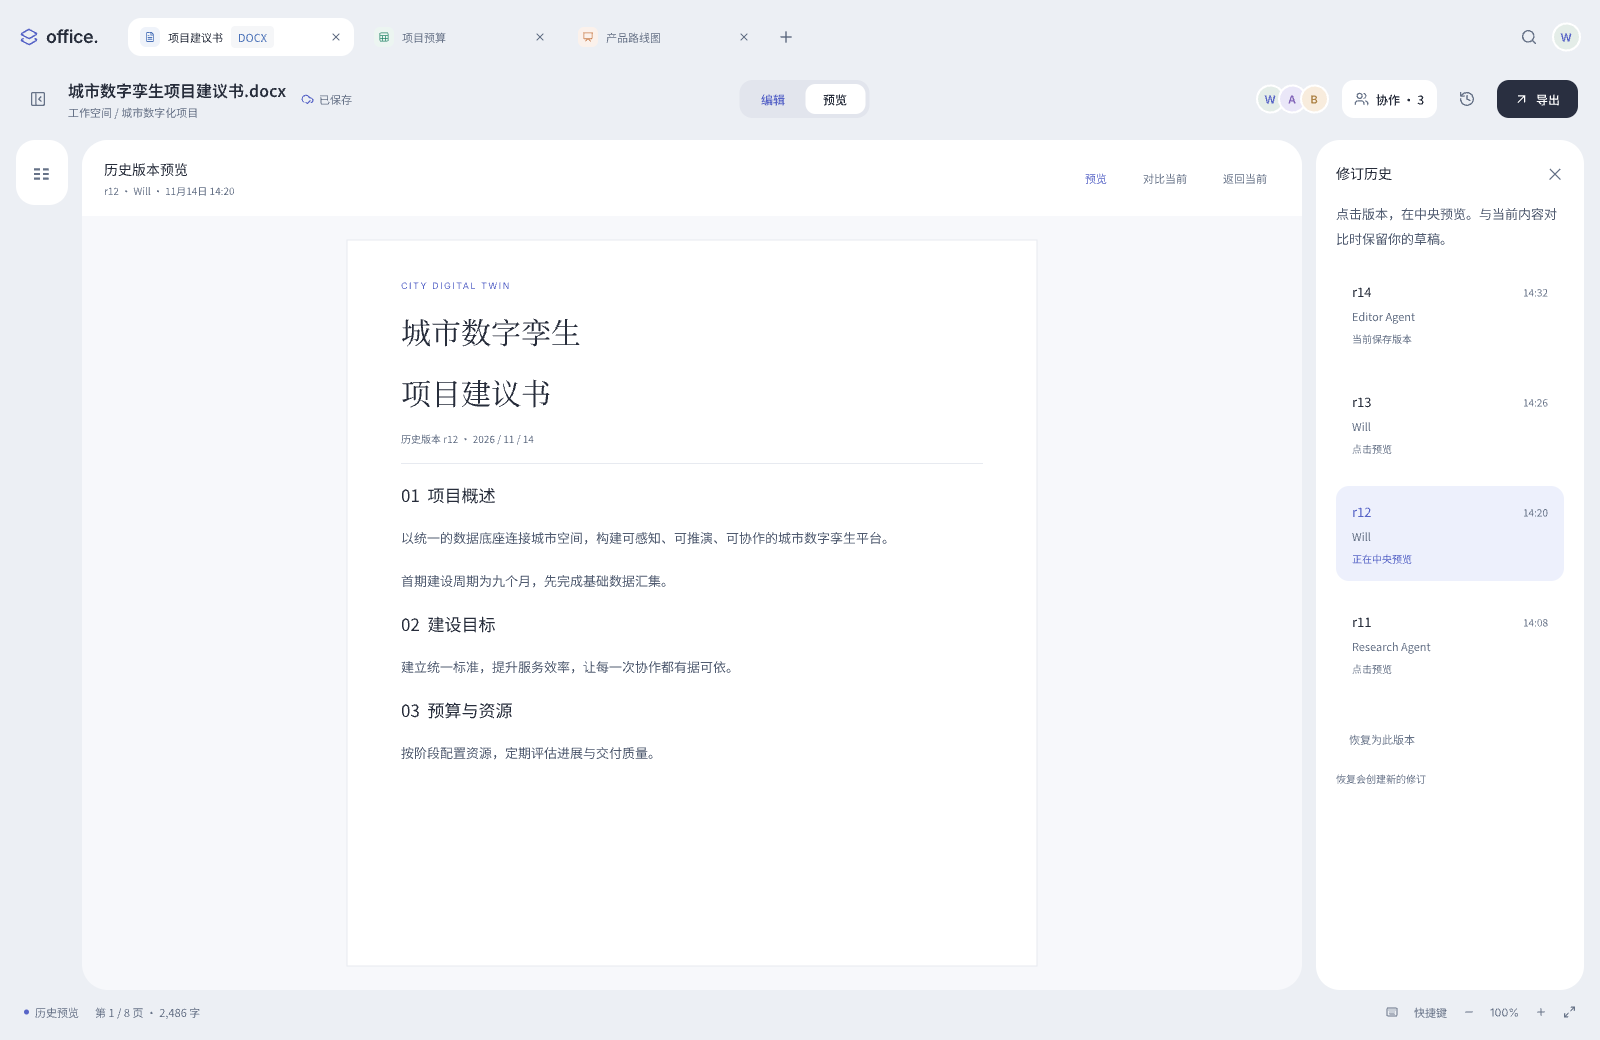 office.
项目建议书 DOCX
项目预算
产品路线图
W
城市数字孪生项目建议书.docx
已保存
工作空间 / 城市数字化项目
编辑
预览
W A B
协作 · 3
导出
历史版本预览
r12 · Will · 11月14日 14:20
预览
对比当前
返回当前
CITY DIGITAL TWIN
城市数字孪生
项目建议书
历史版本 r12 · 2026 / 11 / 14
01 项目概述
以统一的数据底座连接城市空间，构建可感知、可推演、可协作的城市数字孪生平台。
首期建设周期为九个月，先完成基础数据汇集。
02 建设目标
建立统一标准，提升服务效率，让每一次协作都有据可依。
03 预算与资源
按阶段配置资源，定期评估进展与交付质量。
修订历史
点击版本，在中央预览。与当前内容对
比时保留你的草稿。
r14 14:32
Editor Agent
当前保存版本
r13 14:26
Will
点击预览
r12 14:20
Will
正在中央预览
r11 14:08
Research Agent
点击预览
恢复为此版本
恢复会创建新的修订
历史预览
第 1 / 8 页 · 2,486 字
快捷键
100%